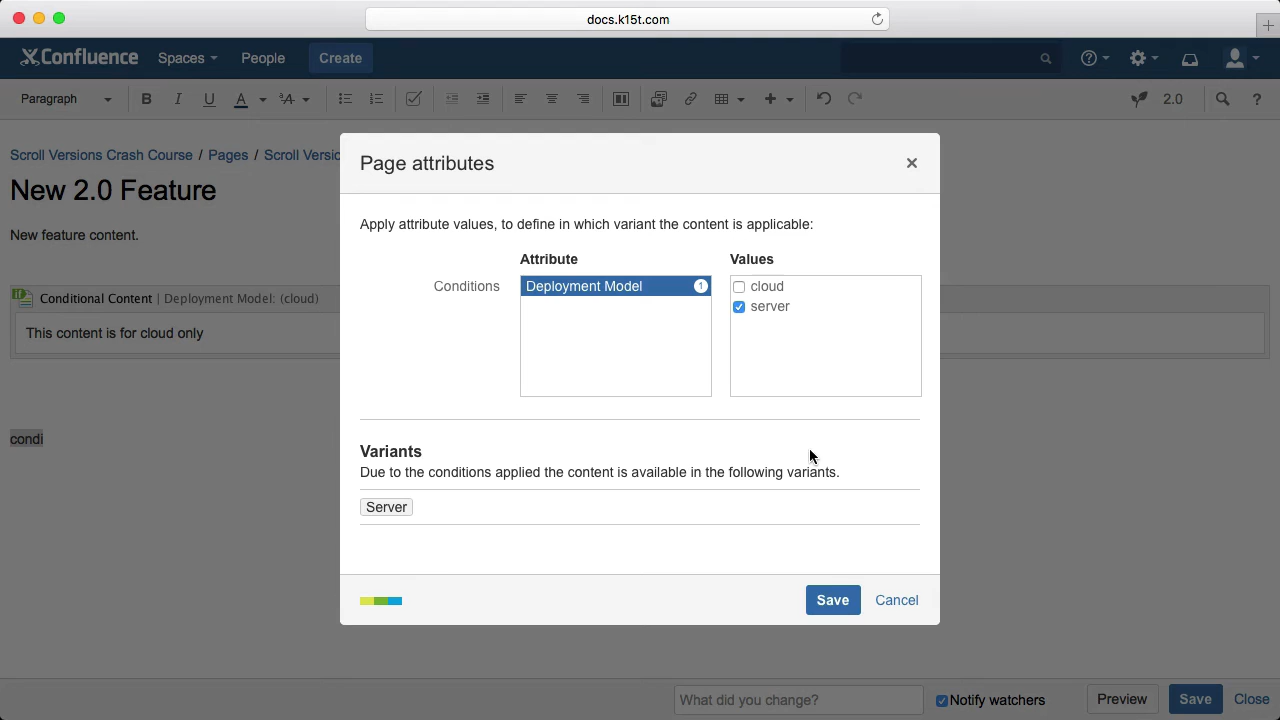 docs.k15t.com
Confluence Spaces People Create
Paragraph B I U A A 2.0 ?
Scroll Versions Crash Course / Pages / Scroll Versio
New 2.0 Feature
New feature content.
Conditional Content | Deployment Model: (cloud)
This content is for cloud only
condi
Page attributes
Apply attribute values, to define in which variant the content is applicable:
Attribute Values
Conditions Deployment Model 1 cloud
server
Variants
Due to the conditions applied the content is available in the following variants.
Server
Save Cancel
What did you change? Notify watchers Preview Save Close